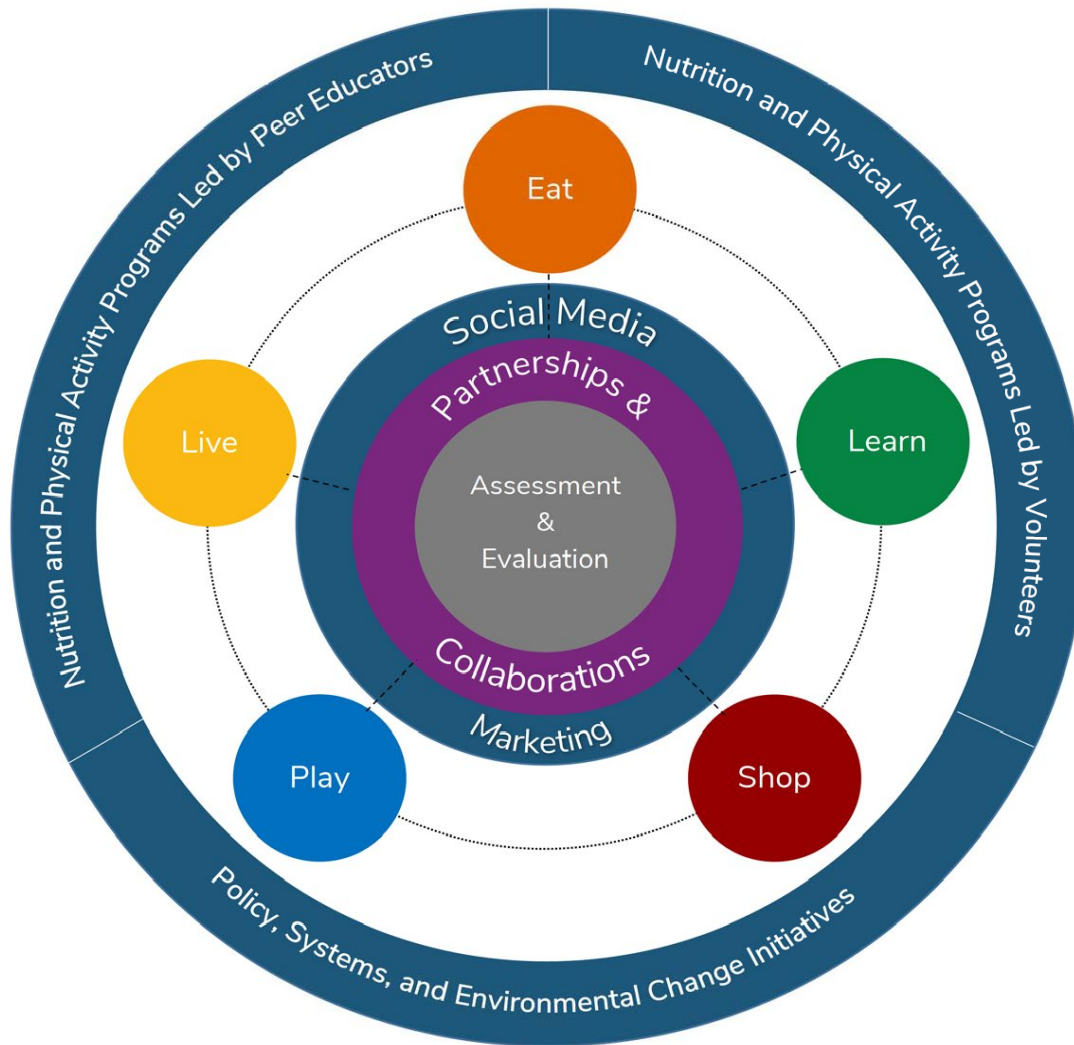 Nutrition and Physical Activity Programs Led by Peer Educators
Nutrition and Physical Activity Programs Led by Volunteers
Eat
Social Media
Partnerships &
Live
Learn
Assessment
&
Evaluation
Collaborations
Marketing
Play
Shop
Policy, Systems, and Environmental Change Initiatives